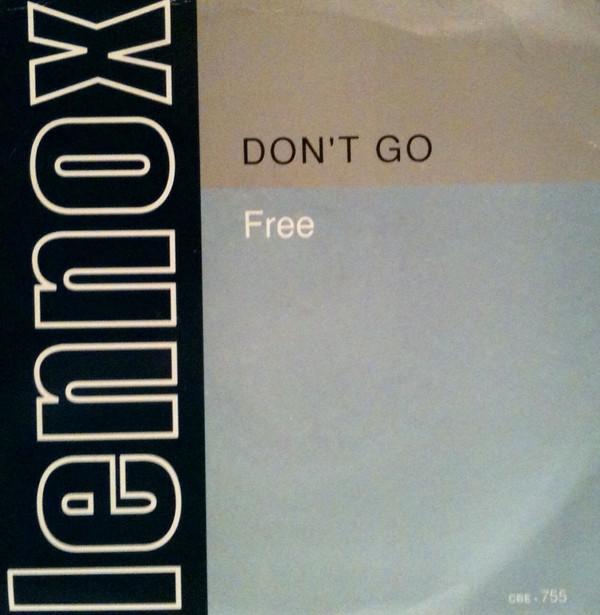 lennox
DON'T GO
Free
CBE - 755